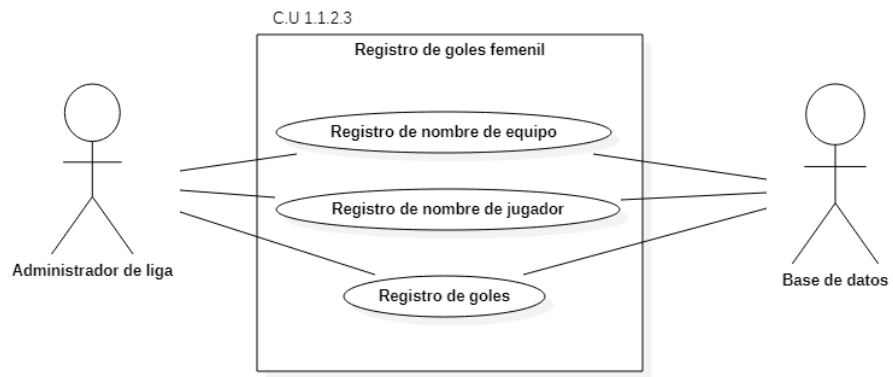 C.U 1.1.2.3
Registro de goles femenil
Registro de nombre de equipo
Registro de nombre de jugador
Administrador de liga
Base de datos
Registro de goles